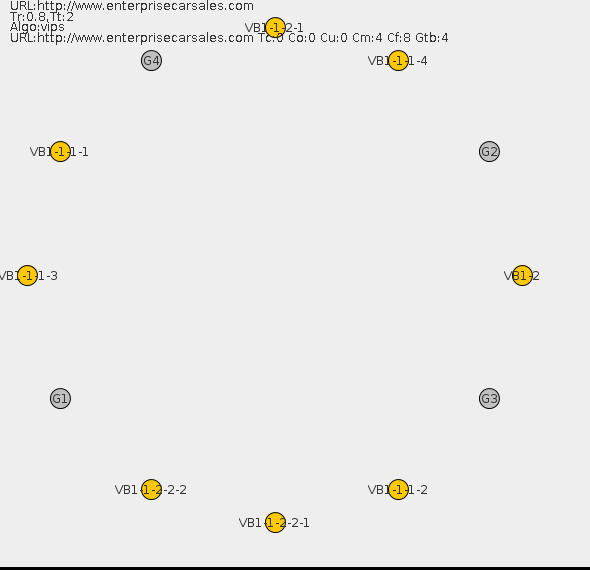 URL:http://www.enterprisecarsales.com
Tr:0.8,Tt:2
Algo:vips
URL:http://www.enterprisecarsales.com Tc:0 Co:0 Cu:0 Cm:4 Cf:8 Gtb:4
VB1-1-2-1
G4
VB1-1-1-4
VB1-1-1-1
G2
VB1-1-1-3
VB1-2
G1
G3
VB1-1-2-2-2
VB1-1-1-2
VB1-1-2-2-1